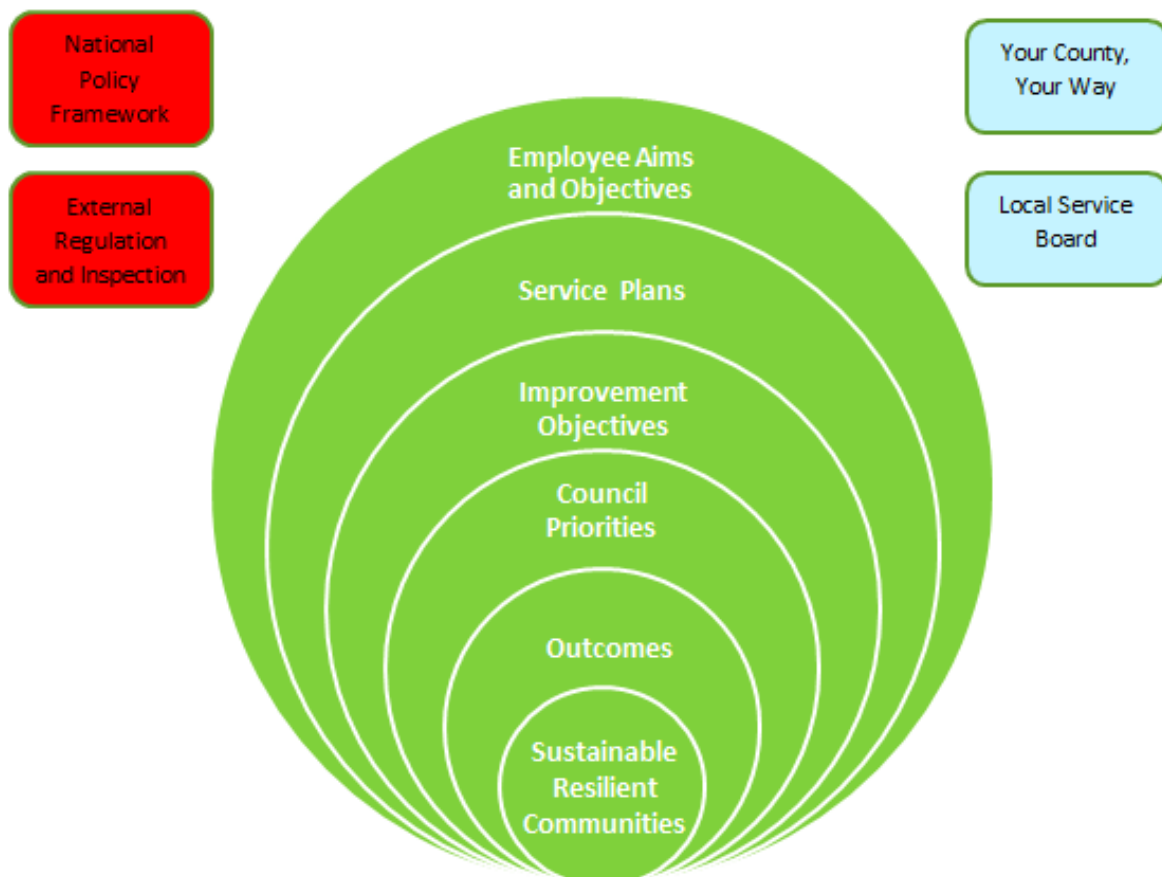 National
Policy
Framework
External
Regulation
and Inspection
Your County,
Your Way
Local Service
Board
Employee Aims
and Objectives
Service Plans
Improvement
Objectives
Council
Priorities
Outcomes
Sustainable
Resilient
Communities